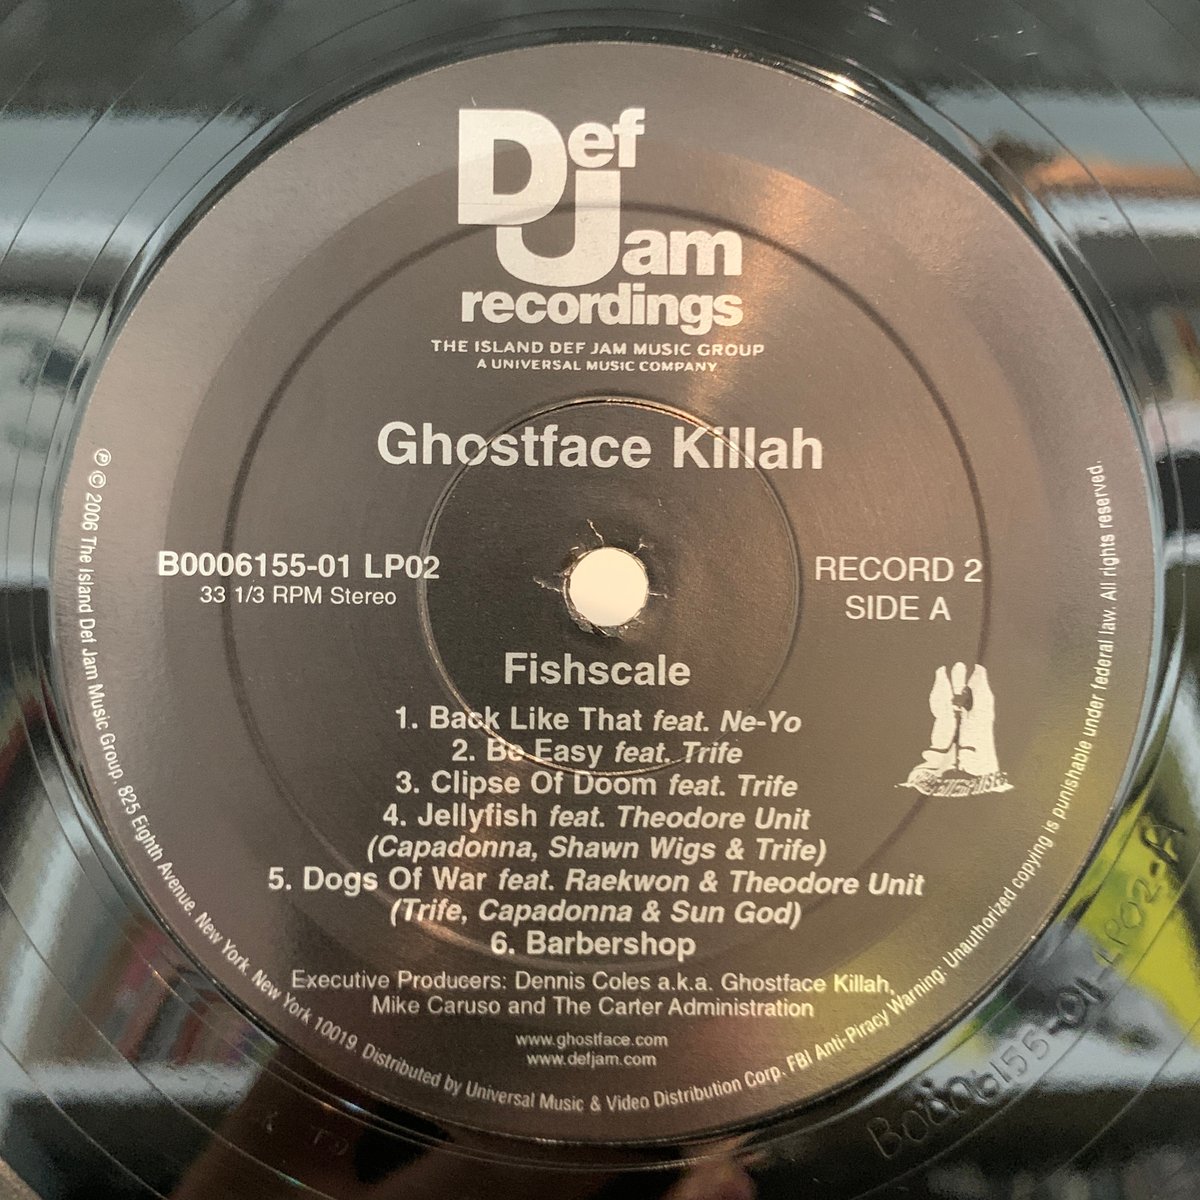 Def
Jam
recordings
THE ISLAND DEF JAM MUSIC GROUP
A UNIVERSAL MUSIC COMPANY
Ghostface Killah
B0006155-01 LP02
33 1/3 RPM Stereo
RECORD 2
SIDE A
Fishscale
1. Back Like That feat. Ne-Yo
2. Be Easy feat. Trife
3. Clipse Of Doom feat. Trife
4. Jellyfish feat. Theodore Unit
(Capadonna, Shawn Wigs & Trife)
5. Dogs Of War feat. Raekwon & Theodore Unit
(Trife, Capadonna & Sun God)
6. Barbershop
Executive Producers: Dennis Coles a.k.a. Ghostface Killah,
Mike Caruso and The Carter Administration
www.ghostface.com
www.defjam.com
℗ © 2006 The Island Def Jam Music Group. 825 Eighth Avenue. New York. New York 10019. Distributed by Universal Music & Video Distribution Corp. FBI Anti-Piracy Warning: Unauthorized copying is punishable under federal law. All rights reserved.